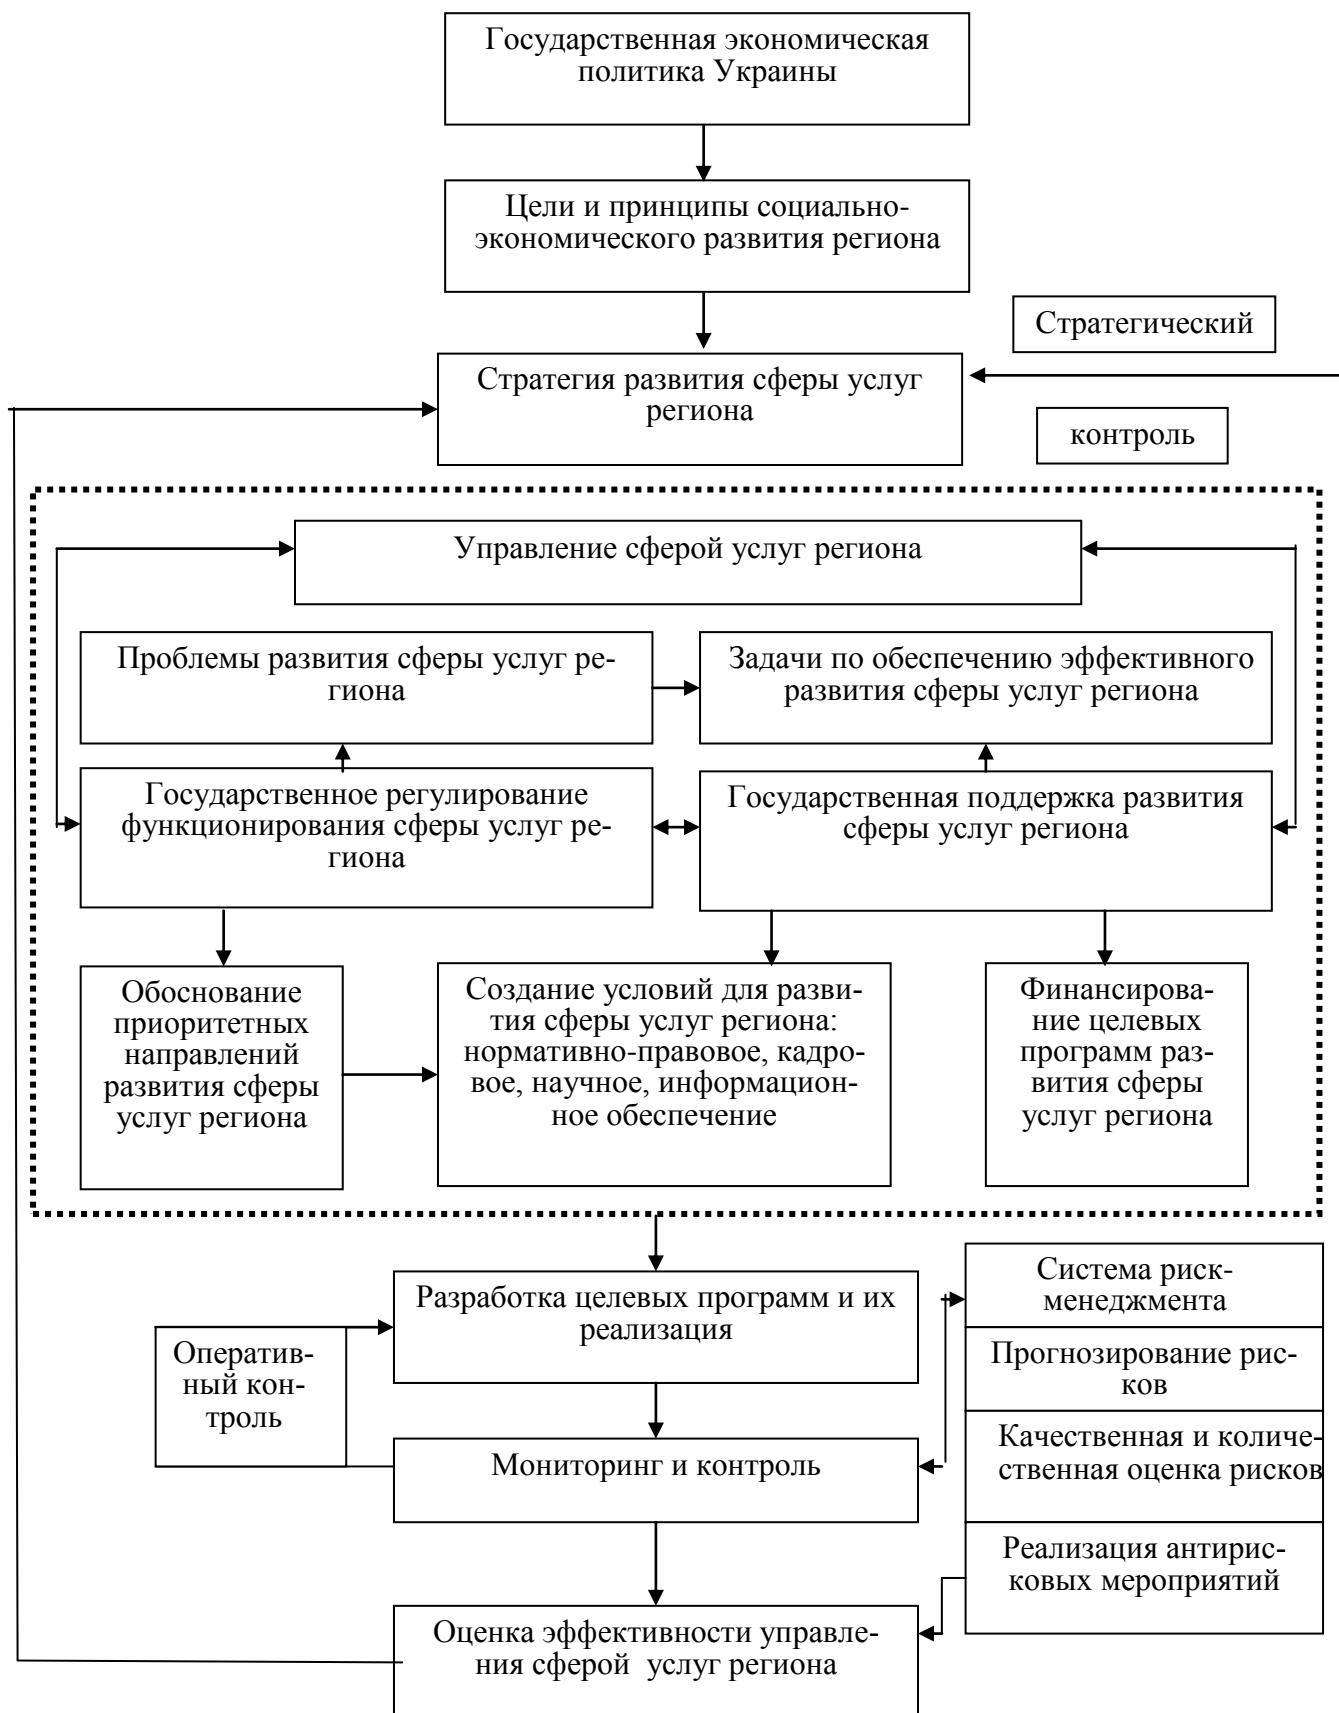 Государственная экономическая
политика Украины
Цели и принципы социально-
экономического развития региона
Стратегический
Стратегия развития сферы услуг
региона
контроль
Управление сферой услуг региона
Проблемы развития сферы услуг ре-
гиона
Задачи по обеспечению эффективного
развития сферы услуг региона
Государственное регулирование
функционирования сферы услуг ре-
гиона
Государственная поддержка развития
сферы услуг региона
Обоснование
приоритетных
направлений
развития сферы
услуг региона
Создание условий для разви-
тия сферы услуг региона:
нормативно-правовое, кадро-
вое, научное, информацион-
ное обеспечение
Финансирова-
ние целевых
программ раз-
вития сферы
услуг региона
Разработка целевых программ и их
реализация
Система риск-
менеджмента
Оператив-
ный кон-
троль
Прогнозирование рис-
ков
Мониторинг и контроль
Качественная и количе-
ственная оценка рисков
Реализация антирис-
ковых мероприятий
Оценка эффективности управле-
ния сферой  услуг региона